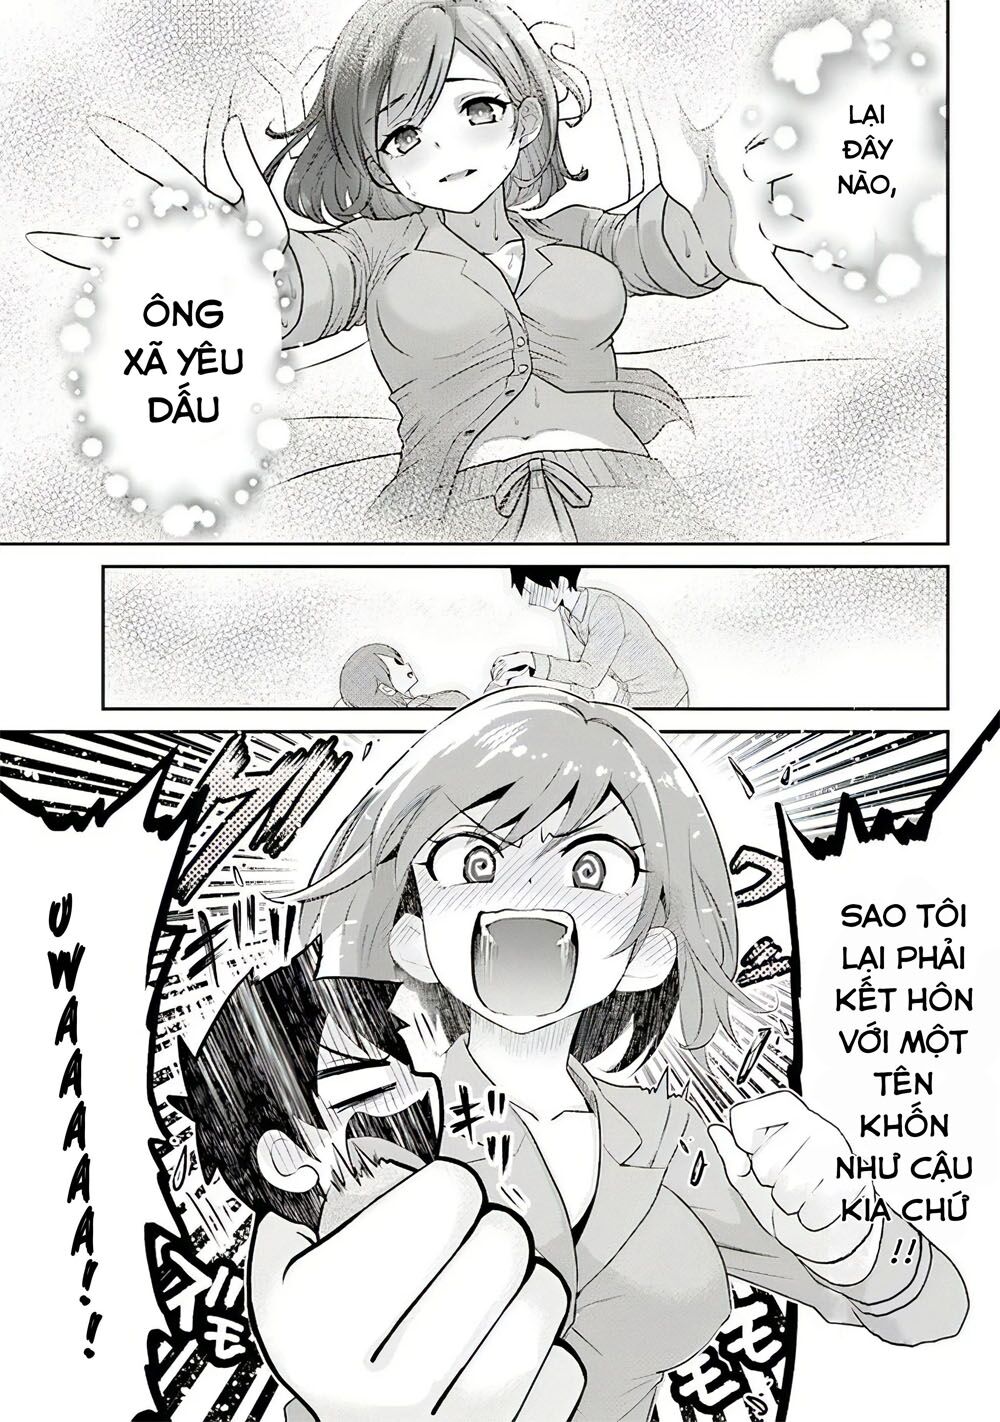 LẠI
ĐÂY
NÀO,
ÔNG
XÃ YÊU
DẤU
SAO TÔI
LẠI PHẢI
KẾT HÔN
VỚI MỘT
TÊN
KHỐN
NHƯ CẬU
KIA CHỨ
!!
UWAAAAAA!!